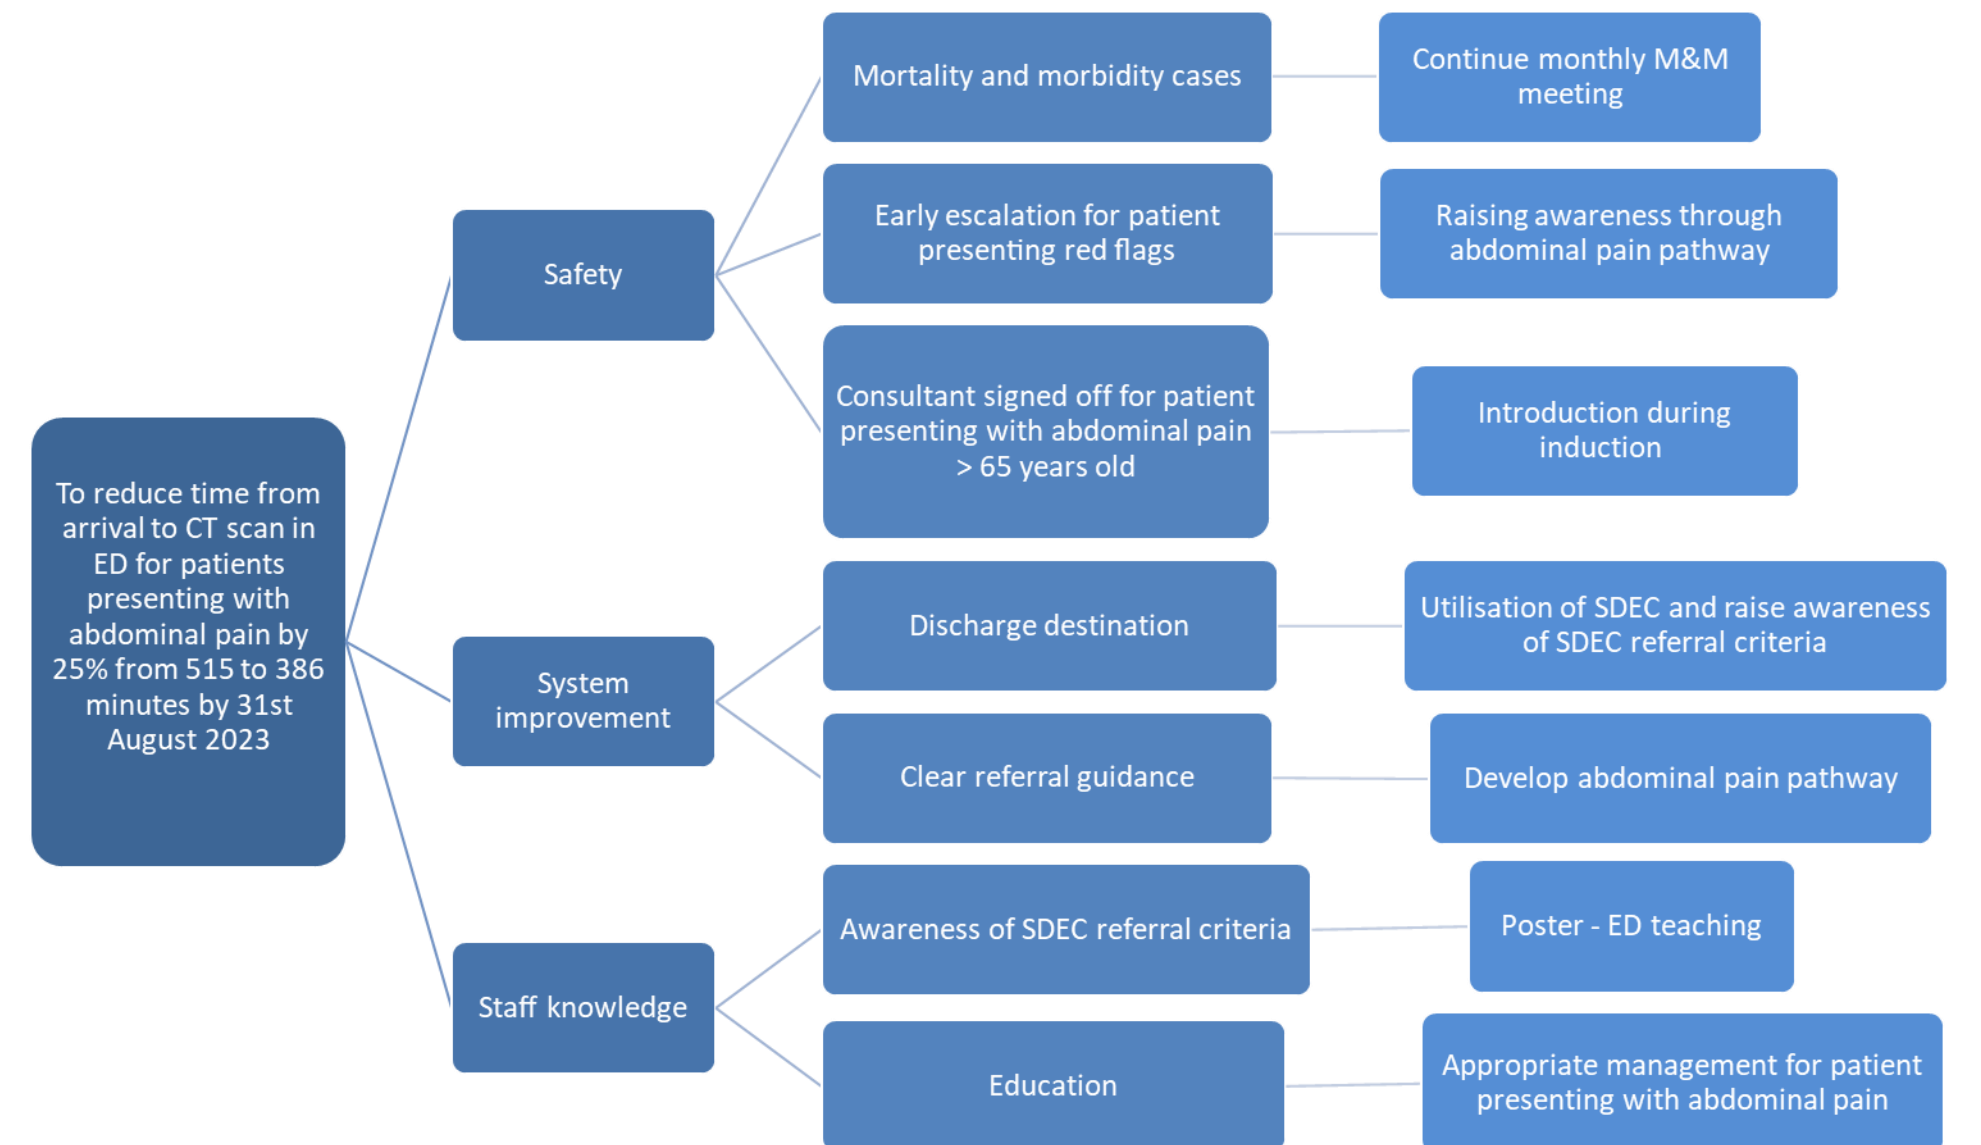 To reduce time from
arrival to CT scan in
ED for patients
presenting with
abdominal pain by
25% from 515 to 386
minutes by 31st
August 2023
Safety
Mortality and morbidity cases
Continue monthly M&M
meeting
Early escalation for patient
presenting red flags
Raising awareness through
abdominal pain pathway
Consultant signed off for patient
presenting with abdominal pain
> 65 years old
Introduction during
induction
System
improvement
Discharge destination
Utilisation of SDEC and raise awareness
of SDEC referral criteria
Clear referral guidance
Develop abdominal pain pathway
Staff knowledge
Awareness of SDEC referral criteria
Poster - ED teaching
Education
Appropriate management for patient
presenting with abdominal pain